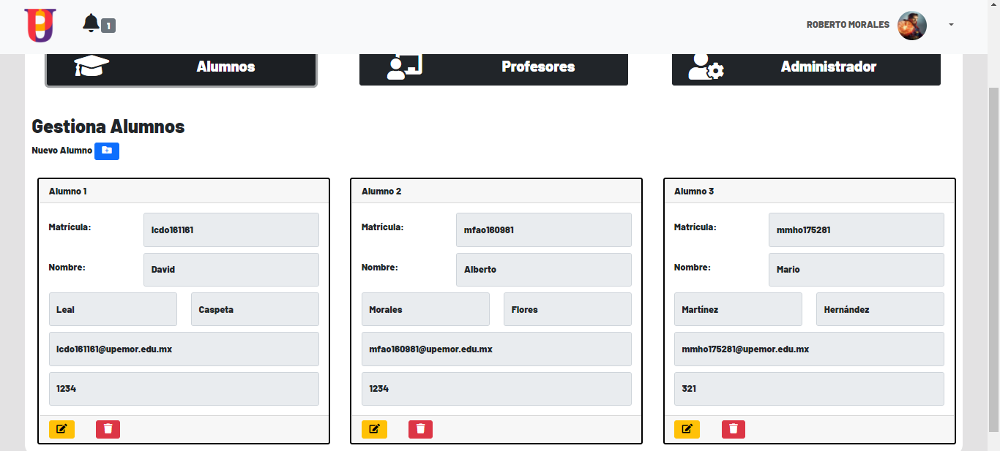 1
ROBERTO MORALES
Alumnos
Profesores
Administrador
Gestiona Alumnos
Nuevo Alumno
Alumno 1
Matrícula:
lcdo161161
Nombre:
David
Leal
Caspeta
lcdo161161@upemor.edu.mx
1234
Alumno 2
Matrícula:
mfao160981
Nombre:
Alberto
Morales
Flores
mfao160981@upemor.edu.mx
1234
Alumno 3
Matrícula:
mmho175281
Nombre:
Mario
Martínez
Hernández
mmho175281@upemor.edu.mx
321